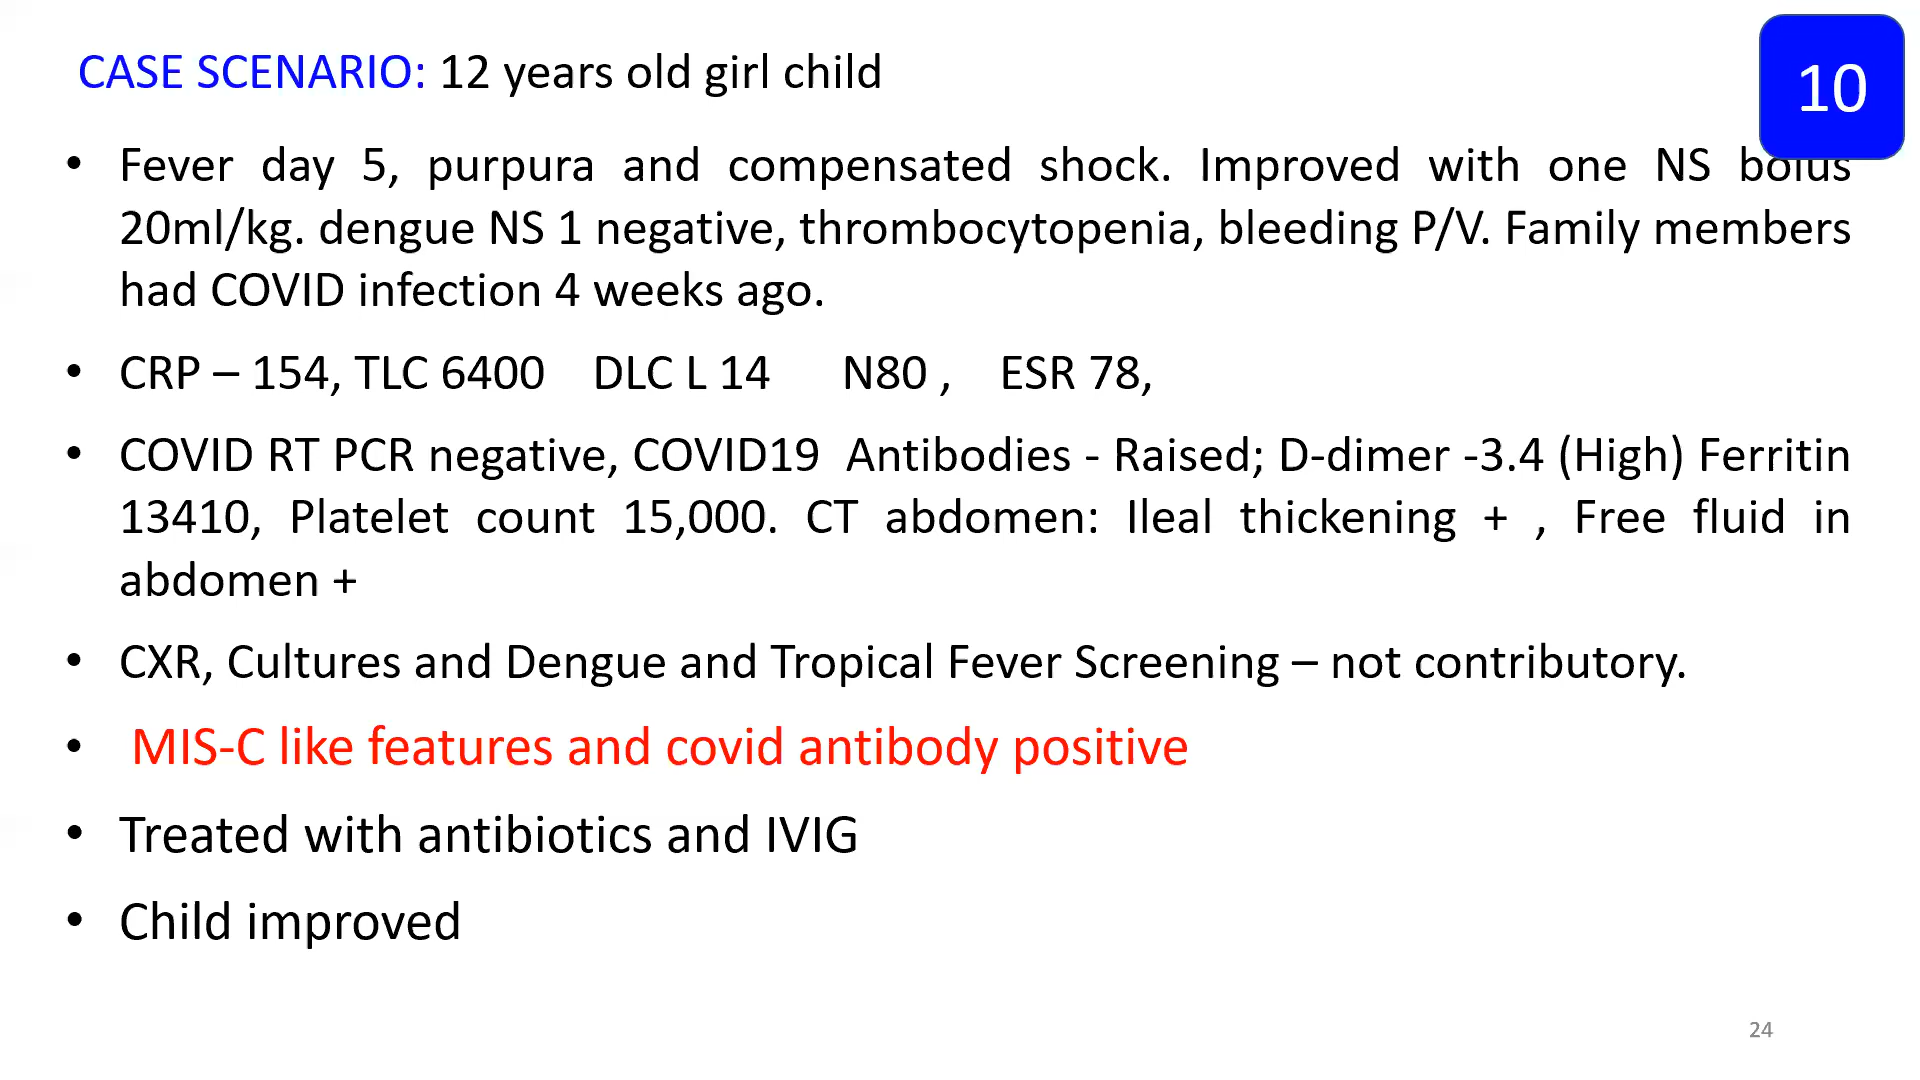 CASE SCENARIO: 12 years old girl child
10
• Fever day 5, purpura and compensated shock. Improved with one NS bolus
20ml/kg. dengue NS 1 negative, thrombocytopenia, bleeding P/V. Family members
had COVID infection 4 weeks ago.
• CRP – 154, TLC 6400 DLC L 14 N80 , ESR 78,
• COVID RT PCR negative, COVID19 Antibodies - Raised; D-dimer -3.4 (High) Ferritin
13410, Platelet count 15,000. CT abdomen: Ileal thickening + , Free fluid in
abdomen +
• CXR, Cultures and Dengue and Tropical Fever Screening – not contributory.
• MIS-C like features and covid antibody positive
• Treated with antibiotics and IVIG
• Child improved
24